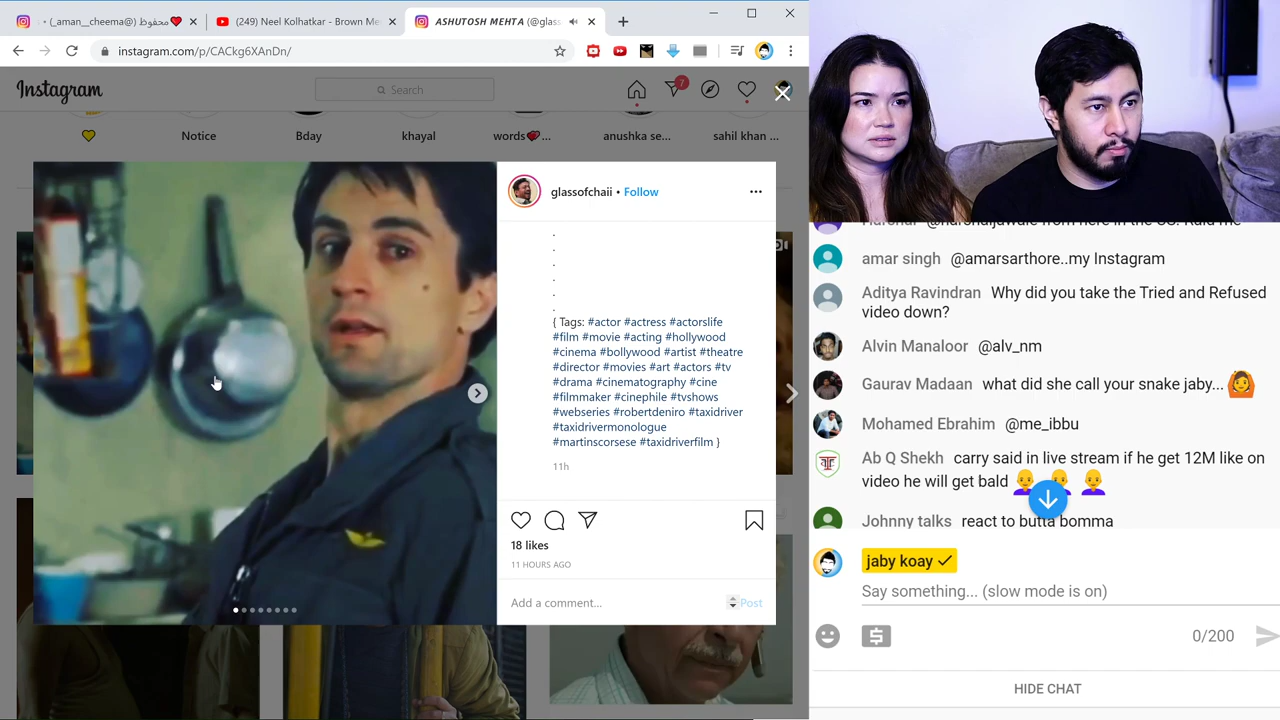 محفوظ (@_aman__cheema (_
(249) Neel Kolhatkar - Brown Me
ASHUTOSH MEHTA (@glass
instagram.com/p/CACkg6XAnDn/
Instagram
Search
7
Notice
Bday
khayal
words
anushka se...
sahil khan ...
glassofchaii • Follow
.
.
.
.
.
.
{ Tags: #actor #actress #actorslife
#film #movie #acting #hollywood
#cinema #bollywood #artist #theatre
#director #movies #art #actors #tv
#drama #cinematography #cine
#filmmaker #cinephile #tvshows
#webseries #robertdeniro #taxidriver
#taxidrivermonologue
#martinscorsese #taxidriverfilm }
11h
18 likes
11 HOURS AGO
Add a comment...
Post
amar singh @amarsarthore..my Instagram
Aditya Ravindran Why did you take the Tried and Refused
video down?
Alvin Manaloor @alv_nm
Gaurav Madaan what did she call your snake jaby...
Mohamed Ebrahim @me_ibbu
Ab Q Shekh carry said in live stream if he get 12M like on
video he will get bald
Johnny talks react to butta bomma
jaby koay
Say something... (slow mode is on)
0/200
HIDE CHAT